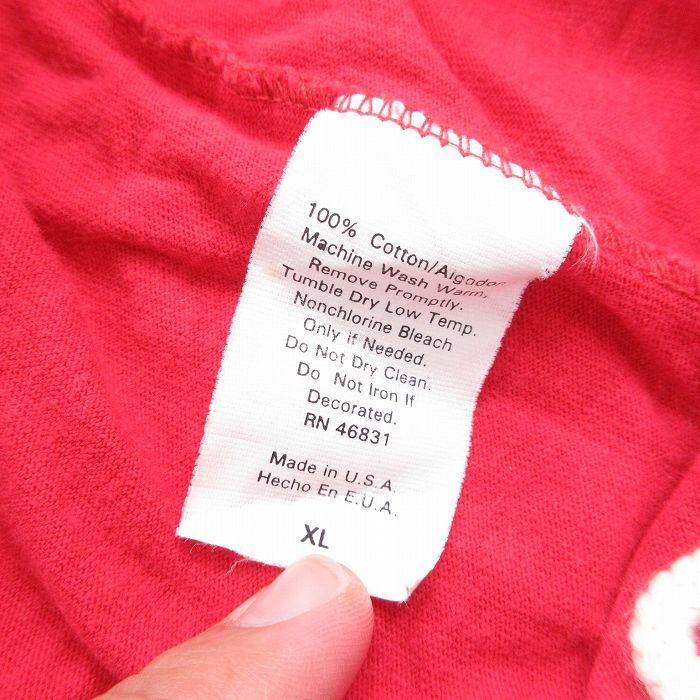 100% Cotton/Algodon
Machine Wash Warm,
Remove Promptly.
Tumble Dry Low Temp.
Nonchlorine Bleach
Only if Needed.
Do Not Dry Clean.
Do Not Iron If
Decorated.
RN 46831
Made in U.S.A.
Hecho En E.U.A.
XL